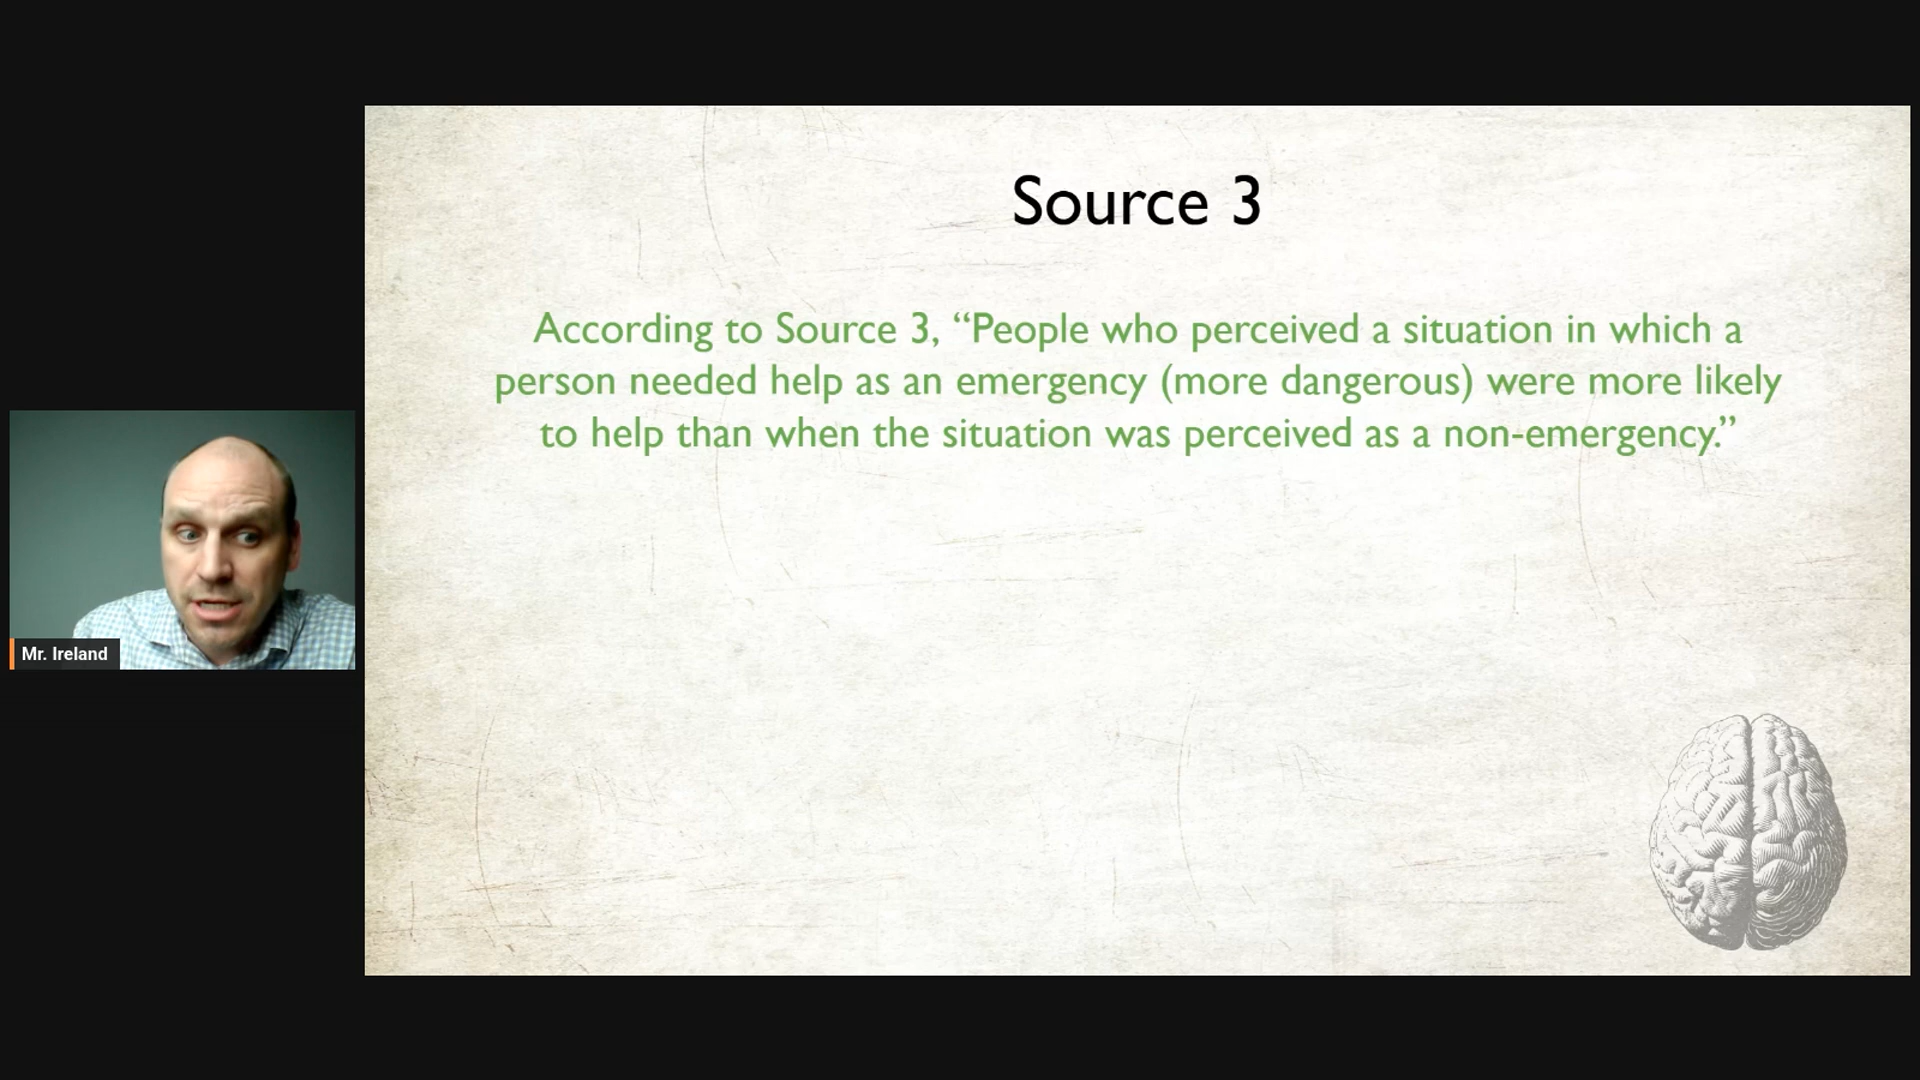 Source 3
According to Source 3, “People who perceived a situation in which a
person needed help as an emergency (more dangerous) were more likely
to help than when the situation was perceived as a non-emergency.”
Mr. Ireland